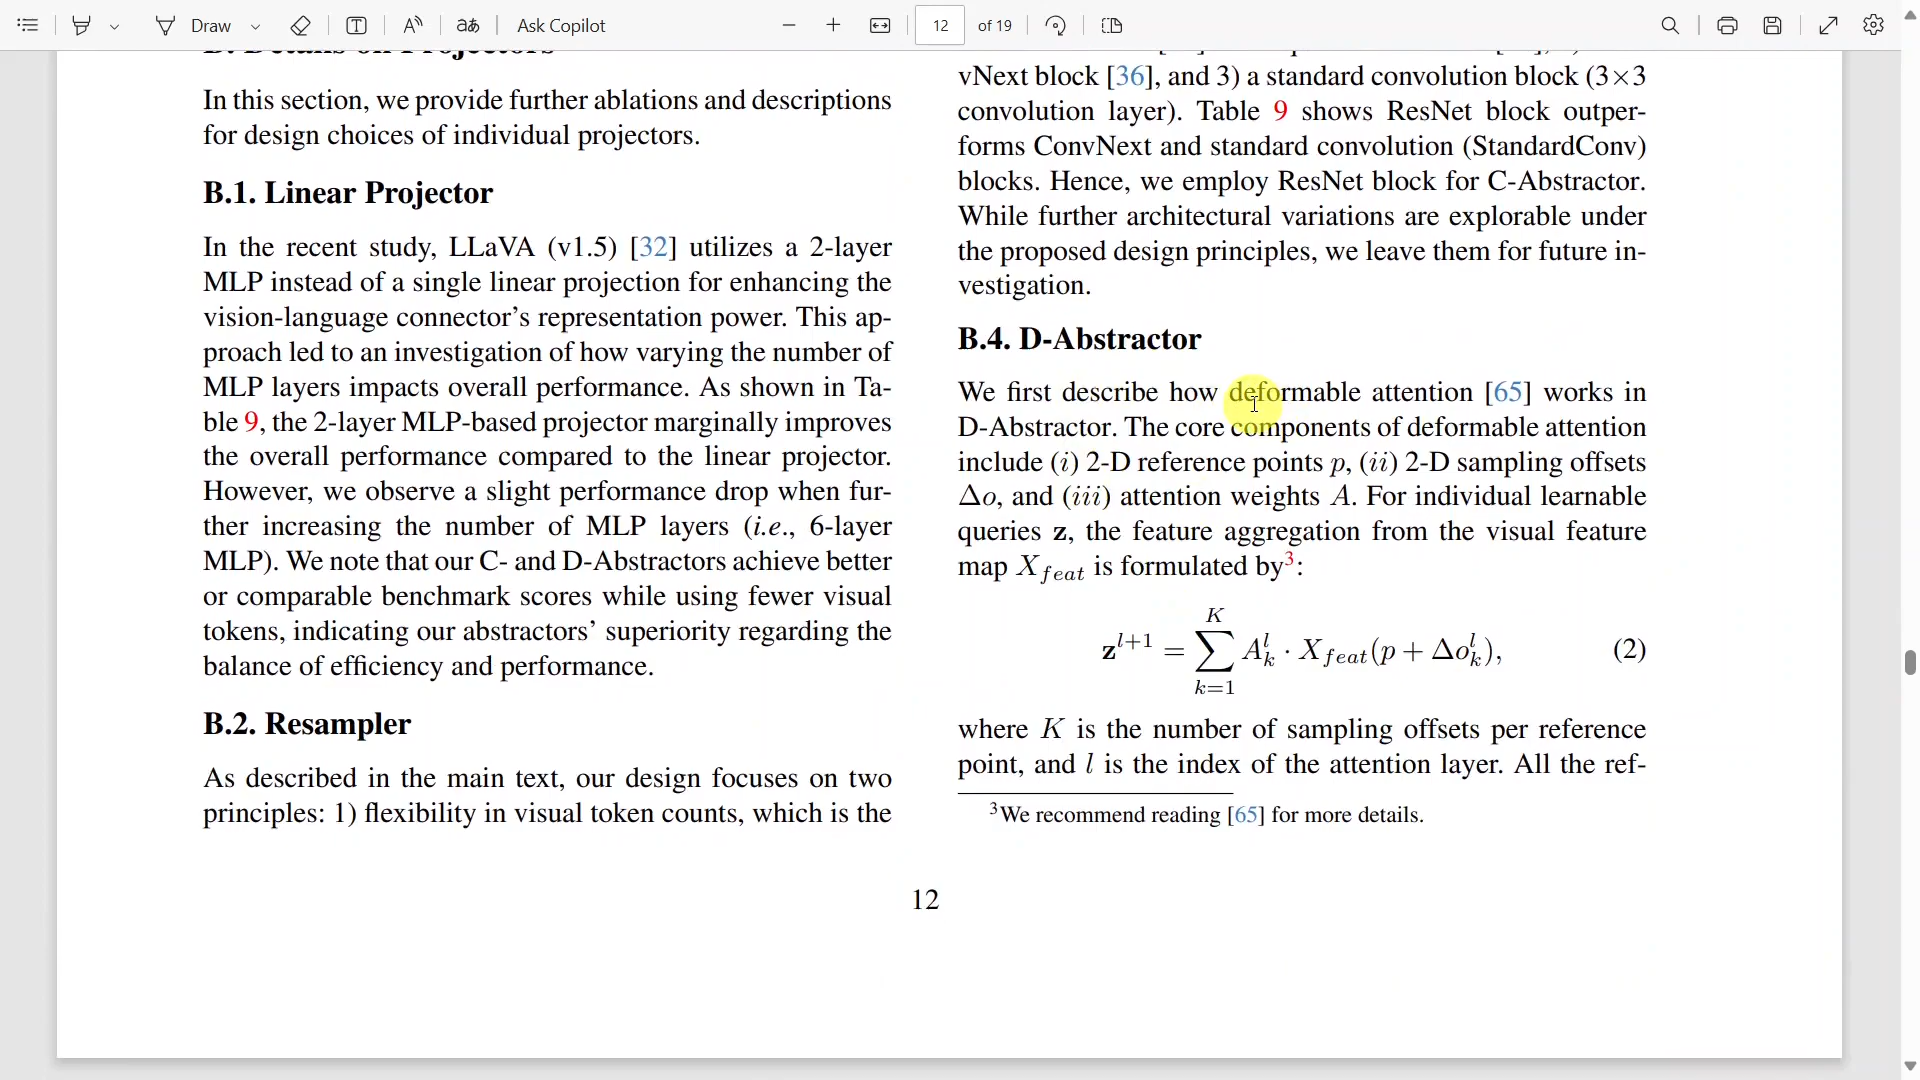 Draw
Ask Copilot
12
of 19
B. Details on Projectors
In this section, we provide further ablations and descriptions
for design choices of individual projectors.
B.1. Linear Projector
In the recent study, LLaVA (v1.5) [32] utilizes a 2-layer
MLP instead of a single linear projection for enhancing the
vision-language connector's representation power. This ap-
proach led to an investigation of how varying the number of
MLP layers impacts overall performance. As shown in Ta-
ble 9, the 2-layer MLP-based projector marginally improves
the overall performance compared to the linear projector.
However, we observe a slight performance drop when fur-
ther increasing the number of MLP layers (i.e., 6-layer
MLP). We note that our C- and D-Abstractors achieve better
or comparable benchmark scores while using fewer visual
tokens, indicating our abstractors' superiority regarding the
balance of efficiency and performance.
B.2. Resampler
As described in the main text, our design focuses on two
principles: 1) flexibility in visual token counts, which is the
vNext block [36], and 3) a standard convolution block (3×3
convolution layer). Table 9 shows ResNet block outper-
forms ConvNext and standard convolution (StandardConv)
blocks. Hence, we employ ResNet block for C-Abstractor.
While further architectural variations are explorable under
the proposed design principles, we leave them for future in-
vestigation.
B.4. D-Abstractor
We first describe how deformable attention [65] works in
D-Abstractor. The core components of deformable attention
include (i) 2-D reference points p, (ii) 2-D sampling offsets
Δo, and (iii) attention weights A. For individual learnable
queries z, the feature aggregation from the visual feature
map X_feat is formulated by³:
z^{l+1} = ∑_{k=1}^{K} A_k^l · X_feat(p + Δo_k^l), (2)
where K is the number of sampling offsets per reference
point, and l is the index of the attention layer. All the ref-
³We recommend reading [65] for more details.
12